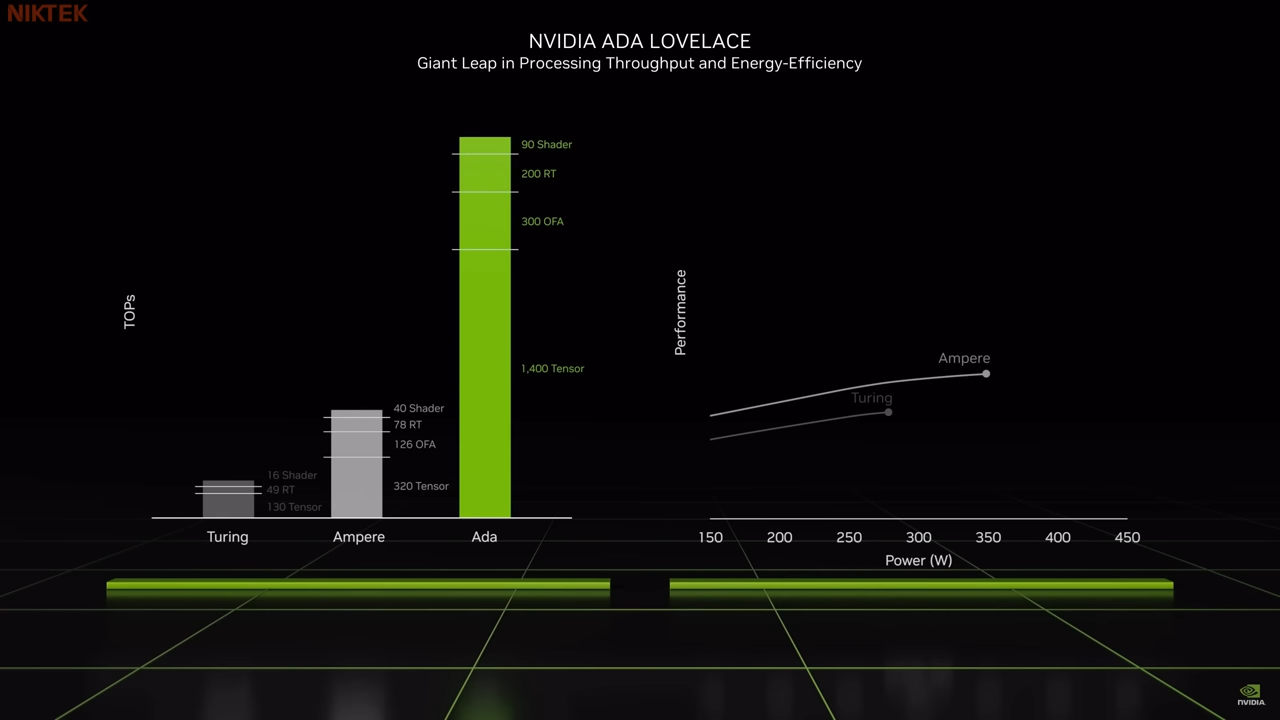 NIKTEK
NVIDIA ADA LOVELACE
Giant Leap in Processing Throughput and Energy-Efficiency
TOPs
90 Shader
200 RT
300 OFA
1,400 Tensor
40 Shader
78 RT
126 OFA
320 Tensor
16 Shader
49 RT
130 Tensor
Turing
Ampere
Ada
Performance
Ampere
Turing
150 200 250 300 350 400 450
Power (W)
NVIDIA.